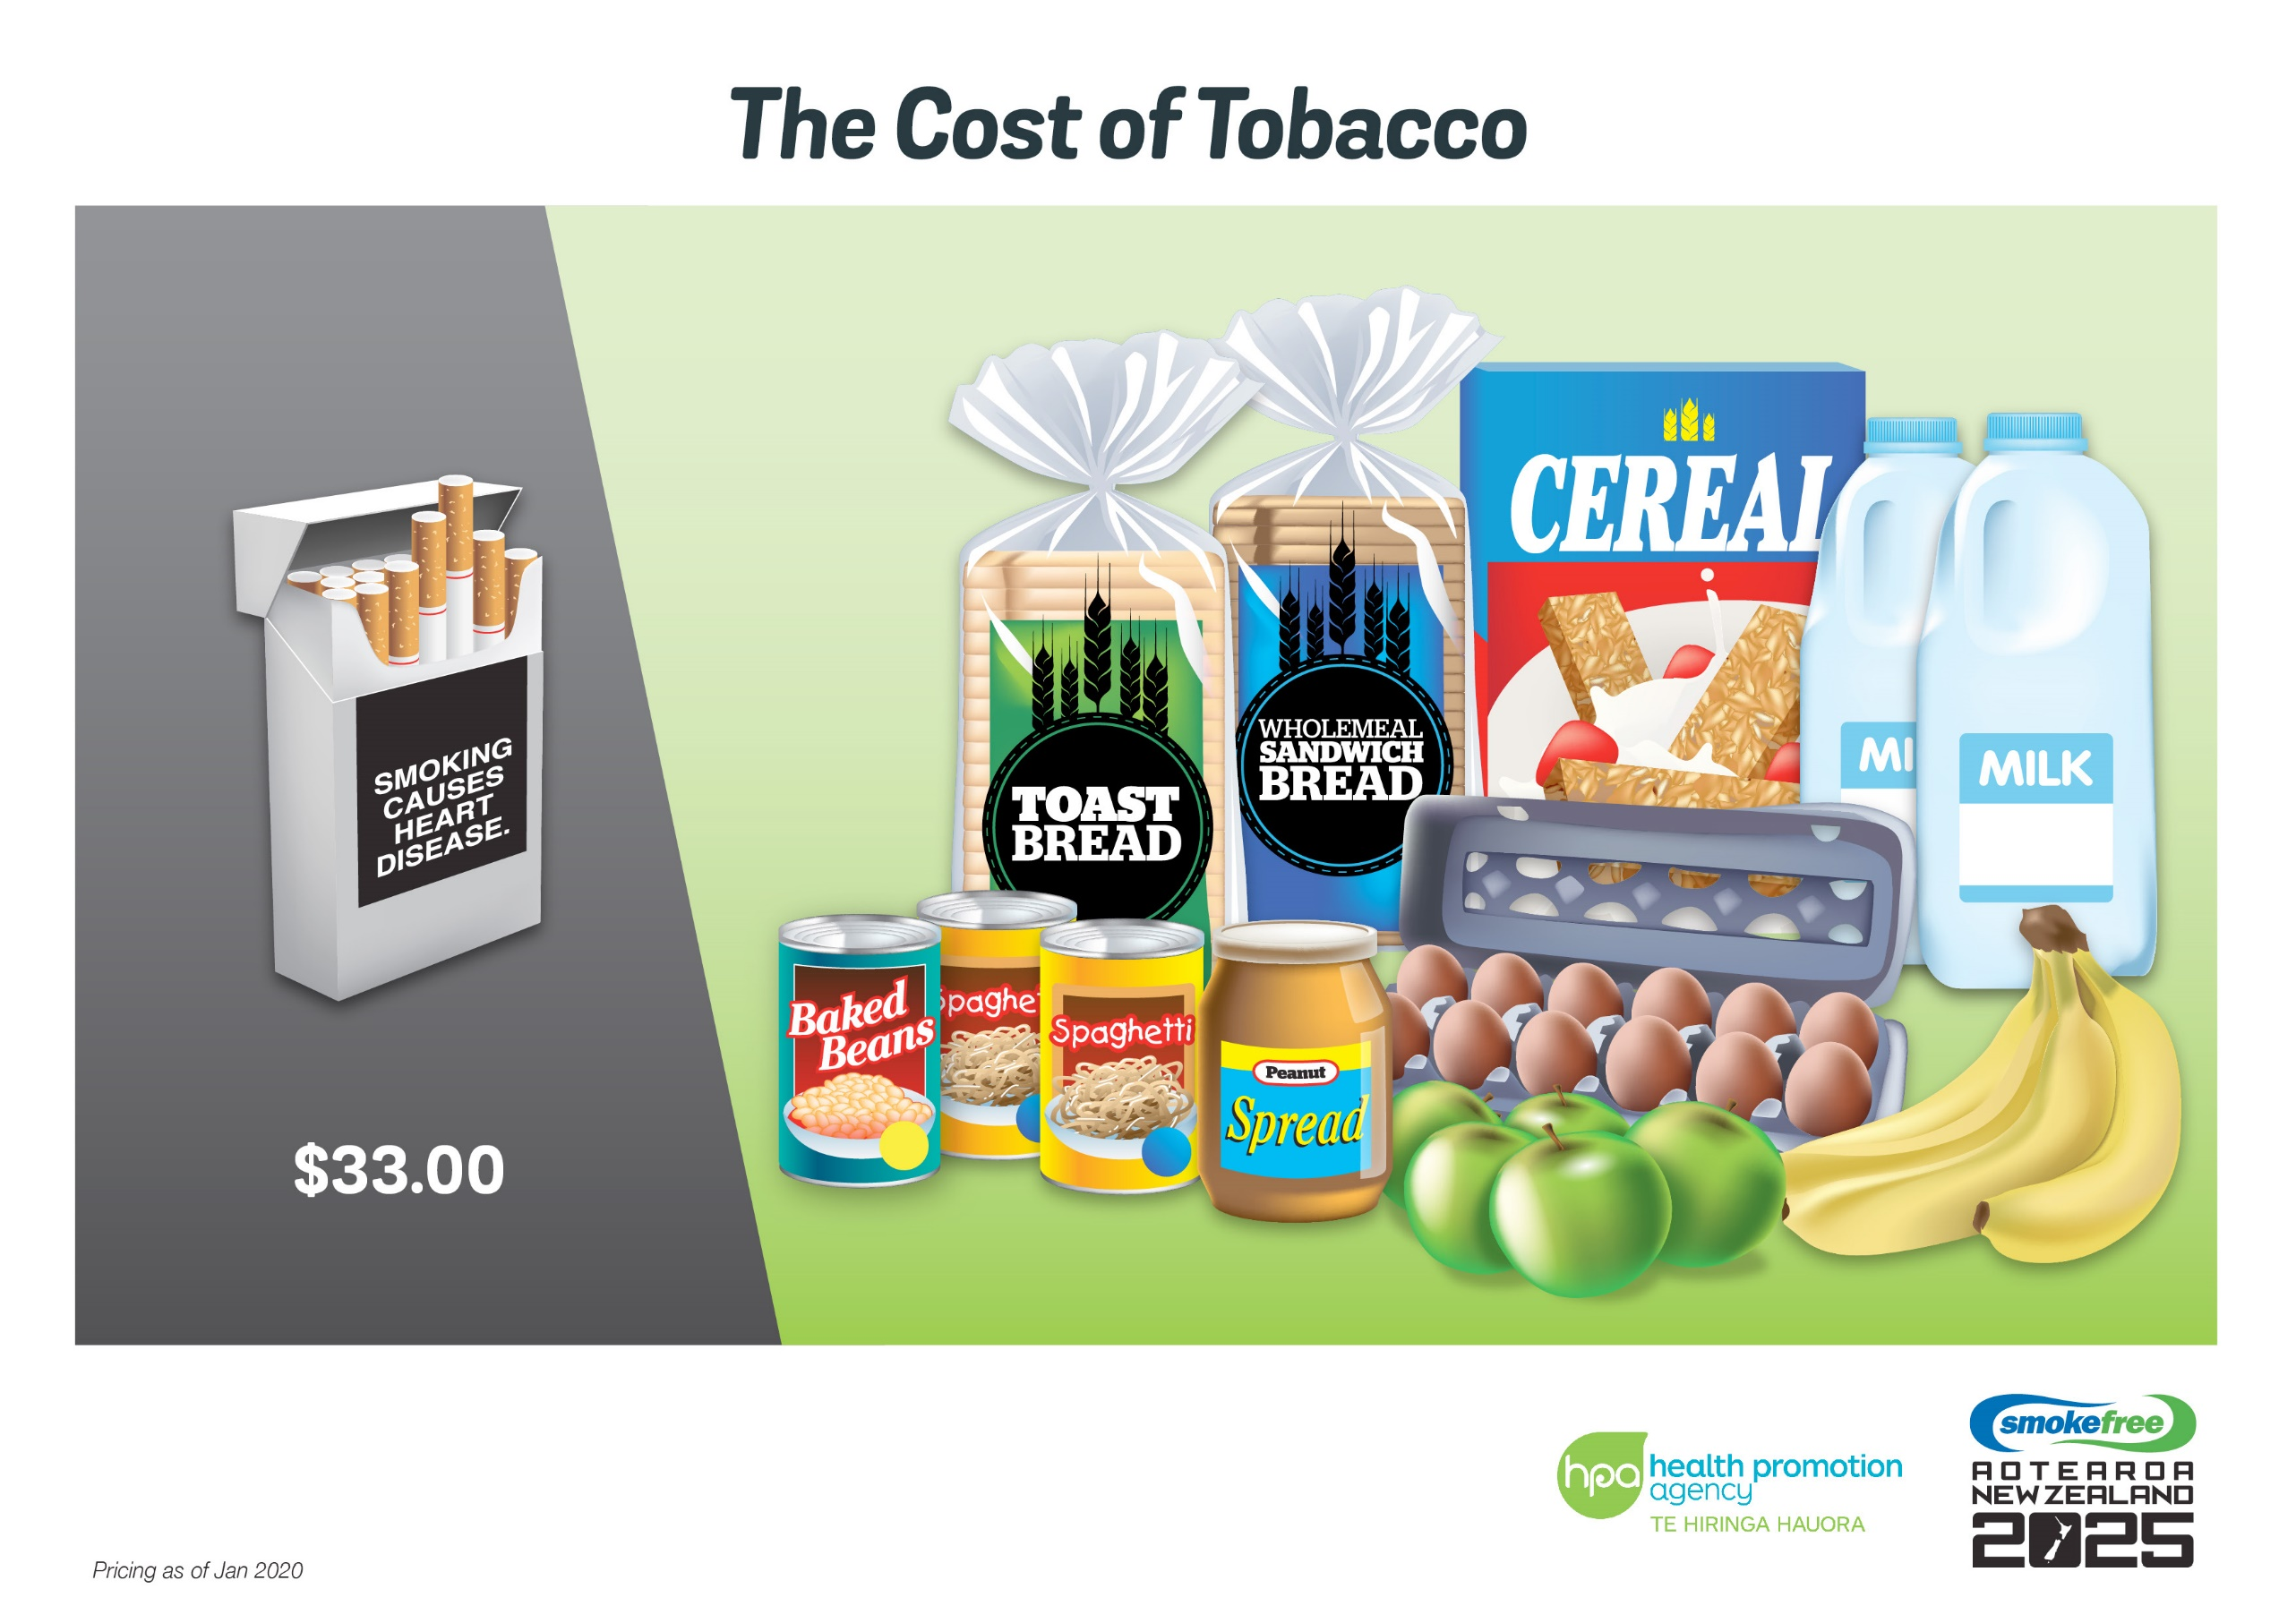 The Cost of Tobacco
SMOKING
CAUSES
HEART
DISEASE.
$33.00
TOAST
BREAD
WHOLEMEAL
SANDWICH
BREAD
CEREAL
MI
MILK
Baked
Beans
Spaghe
Spaghetti
Peanut
Spread
hpa health promotion
agency
TE HIRINGA HAUORA
smokefree
AOTEAROA
NEW ZEALAND
2025
Pricing as of Jan 2020